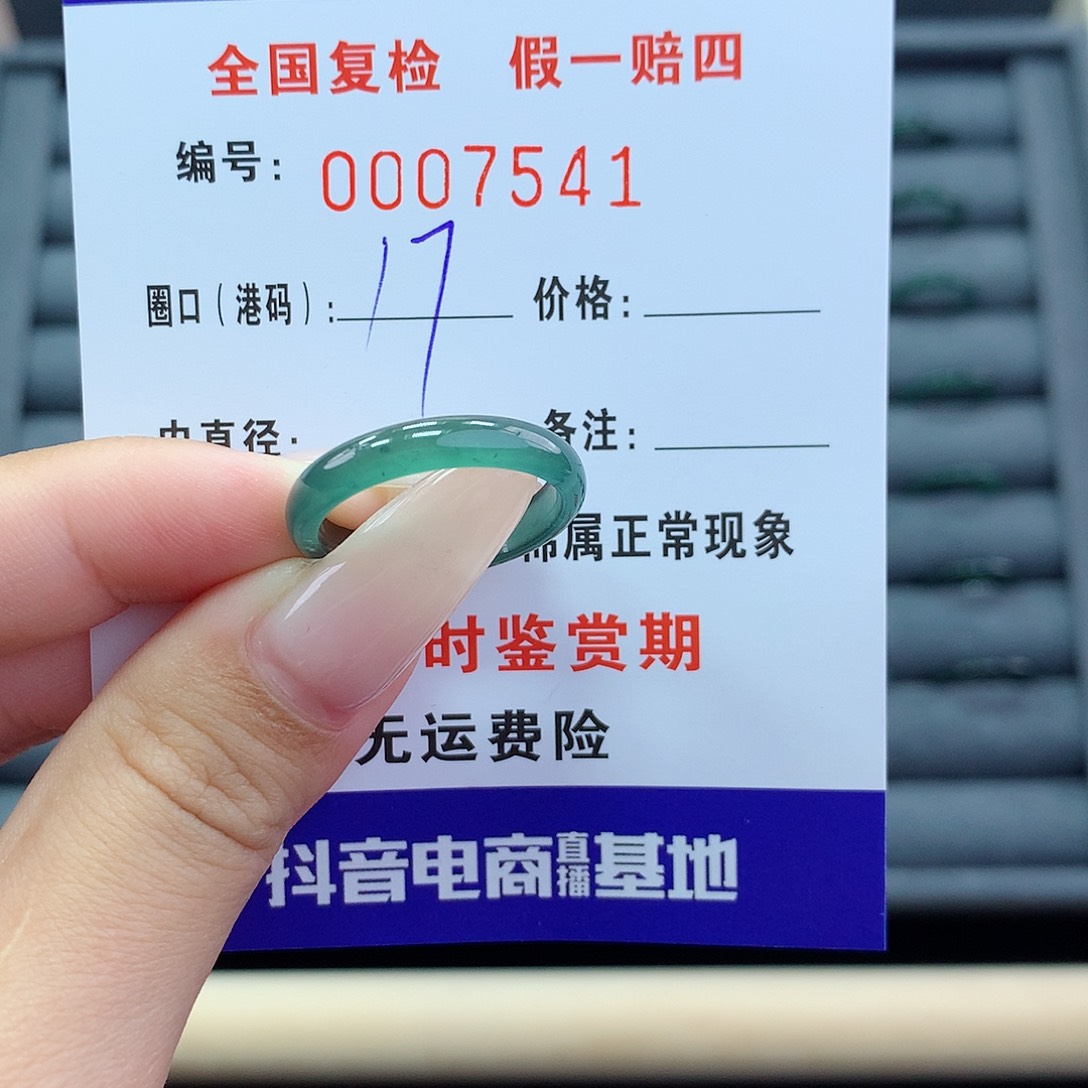 全国复检 假一赔四
编号: 0007541
圈口(港码): 17 价格:
直径: 备注:
属正常现象
时鉴赏期
无运费险
抖音电商直播基地